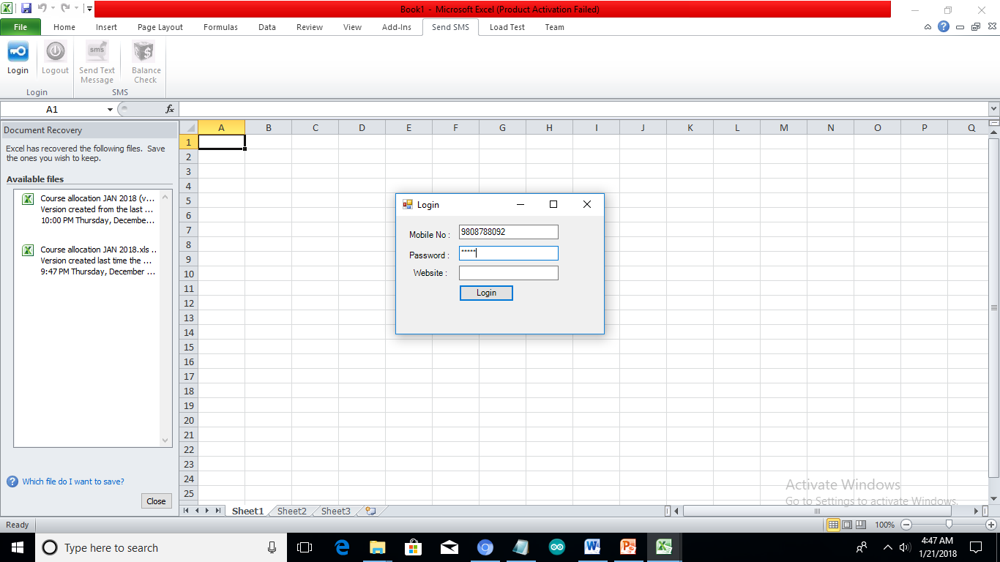 Book1 - Microsoft Excel (Product Activation Failed)
File Home Insert Page Layout Formulas Data Review View Add-Ins Send SMS Load Test Team
Login Logout Send Text Message Balance Check
Login SMS
A1 fx
Document Recovery
Excel has recovered the following files. Save
the ones you wish to keep.
Available files
Course allocation JAN 2018 (v...
Version created from the last ...
10:00 PM Thursday, Decembe...
Course allocation JAN 2018.xls ..
Version created last time the ...
9:47 PM Thursday, December ...
Which file do I want to save?
Close
A B C D E F G H I J K L M N O P Q
1
2
3
4
5
6
7
8
9
10
11
12
13
14
15
16
17
18
19
20
21
22
23
24
25
Login
Mobile No : 9808788092
Password : *****
Website :
Login
Activate Windows
Go to Settings to activate Windows.
Sheet1 Sheet2 Sheet3
Ready 100%
Type here to search
4:47 AM
1/21/2018